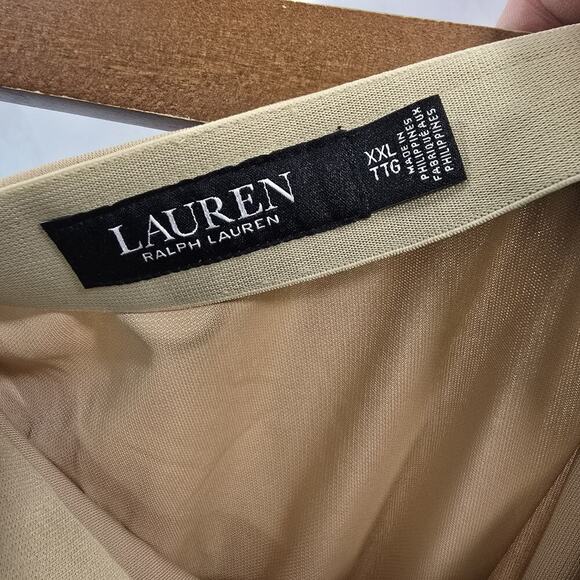 LAUREN
RALPH LAUREN
XXL
TTG
MADE IN
PHILIPPINES
FABRIQUÉ AUX
PHILIPPINES